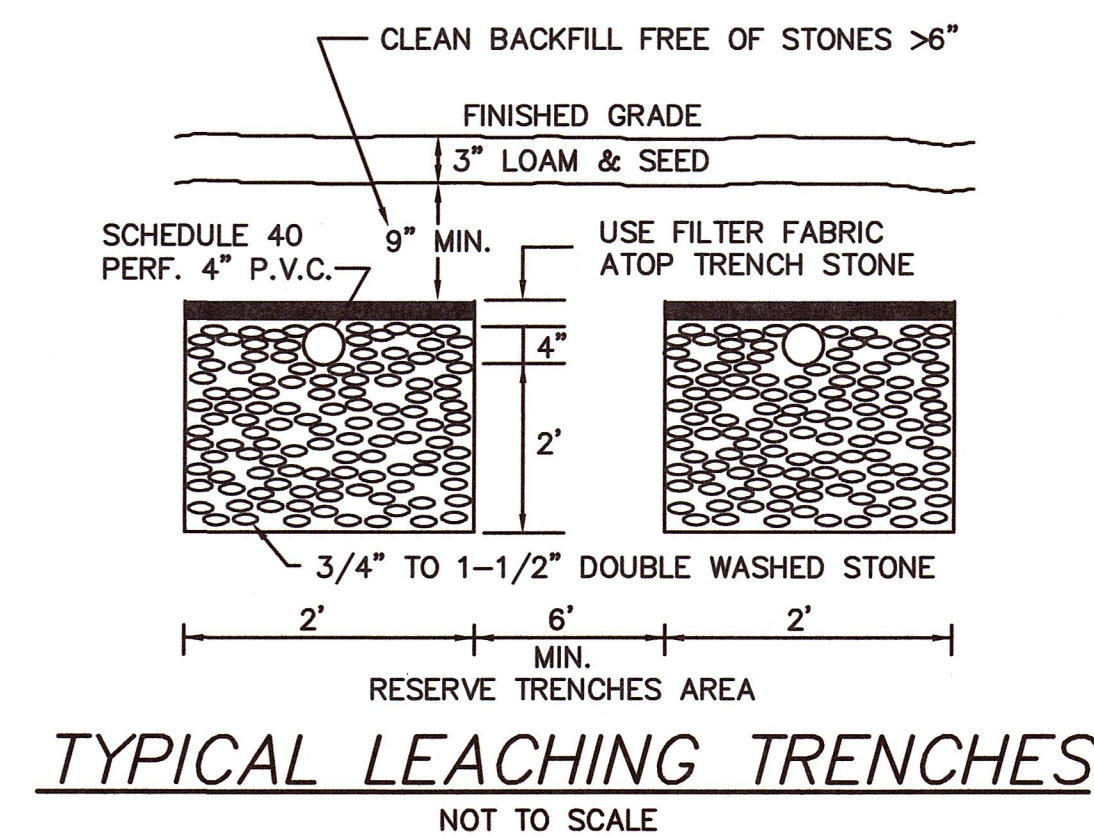 CLEAN BACKFILL FREE OF STONES >6"
FINISHED GRADE
3" LOAM & SEED
SCHEDULE 40
PERF. 4" P.V.C.
9" MIN.
USE FILTER FABRIC
ATOP TRENCH STONE
4"
2'
3/4" TO 1-1/2" DOUBLE WASHED STONE
2'
6'
2'
MIN.
RESERVE TRENCHES AREA
TYPICAL LEACHING TRENCHES
NOT TO SCALE